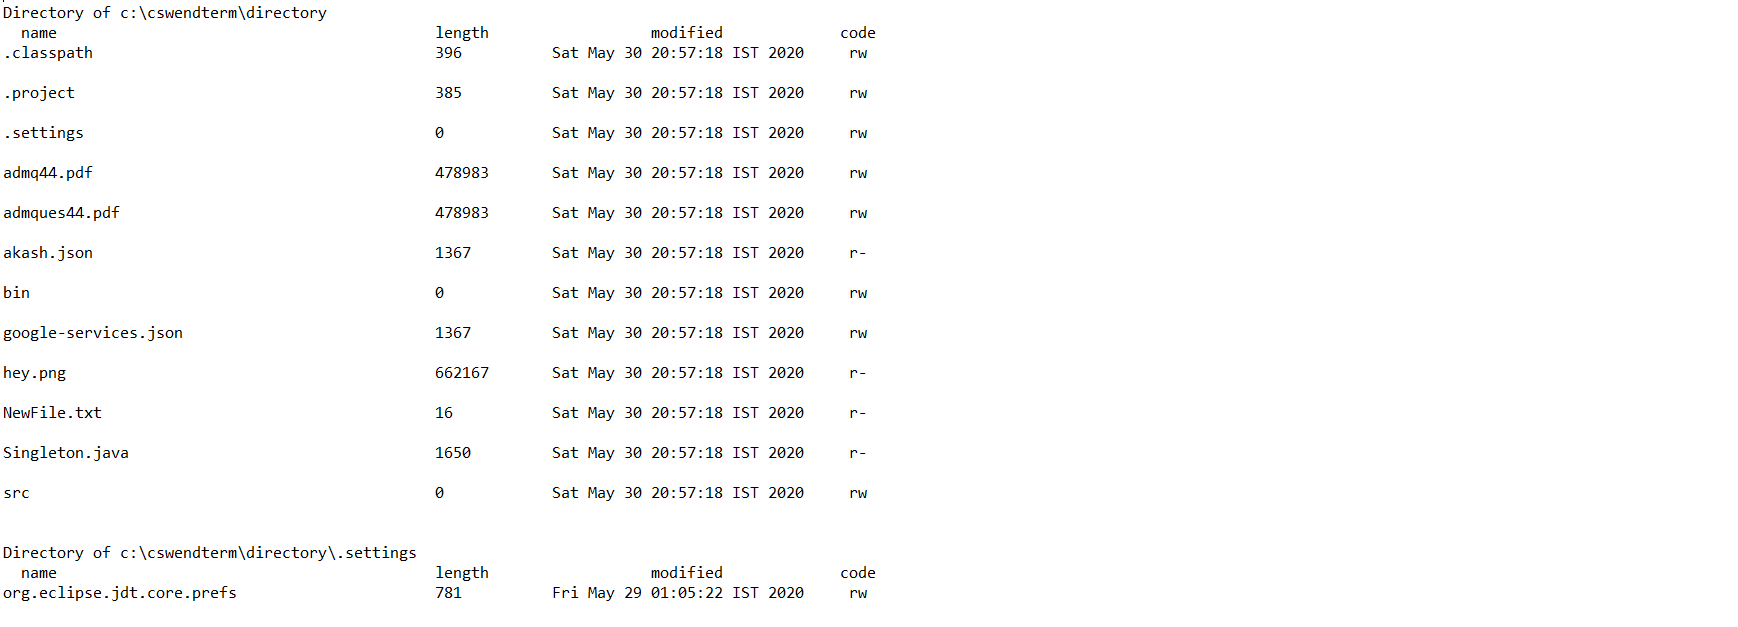 Directory of c:\cswendterm\directory
  name                                          length                  modified             code
.classpath                                      396          Sat May 30 20:57:18 IST 2020     rw
.project                                        385          Sat May 30 20:57:18 IST 2020     rw
.settings                                       0            Sat May 30 20:57:18 IST 2020     rw
admq44.pdf                                      478983       Sat May 30 20:57:18 IST 2020     rw
admques44.pdf                                   478983       Sat May 30 20:57:18 IST 2020     rw
akash.json                                      1367         Sat May 30 20:57:18 IST 2020     r-
bin                                             0            Sat May 30 20:57:18 IST 2020     rw
google-services.json                            1367         Sat May 30 20:57:18 IST 2020     rw
hey.png                                         662167       Sat May 30 20:57:18 IST 2020     r-
NewFile.txt                                     16           Sat May 30 20:57:18 IST 2020     r-
Singleton.java                                  1650         Sat May 30 20:57:18 IST 2020     r-
src                                             0            Sat May 30 20:57:18 IST 2020     rw
Directory of c:\cswendterm\directory\.settings
  name                                          length                  modified             code
org.eclipse.jdt.core.prefs                      781          Fri May 29 01:05:22 IST 2020     rw